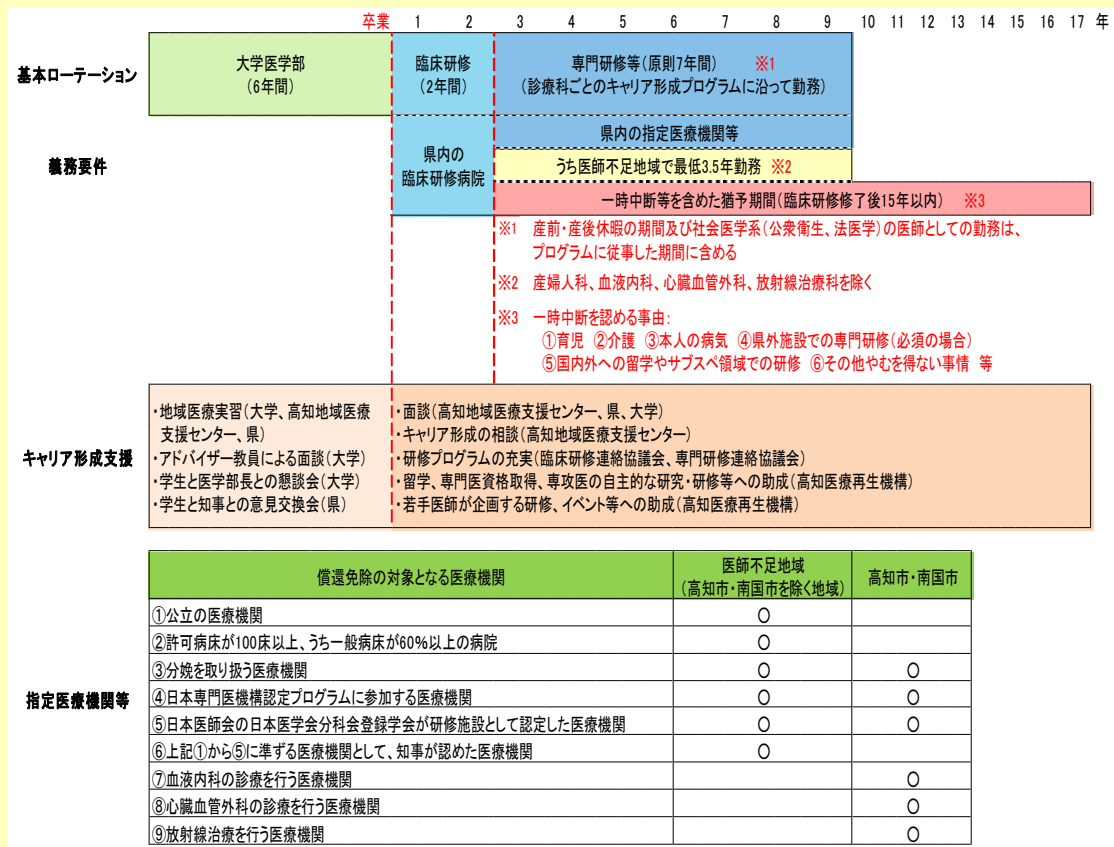 卒業 1 2 3 4 5 6 7 8 9 10 11 12 13 14 15 16 17 年
基本ローテーション
大学医学部
(6年間)
臨床研修
(2年間)
専門研修等(原則7年間) ※1
(診療科ごとのキャリア形成プログラムに沿って勤務)
義務要件
県内の
臨床研修病院
県内の指定医療機関等
うち医師不足地域で最低3.5年勤務 ※2
一時中断等を含めた猶予期間(臨床研修修了後15年以内) ※3
※1 産前・産後休暇の期間及び社会医学系(公衆衛生、法医学)の医師としての勤務は、
プログラムに従事した期間に含める
※2 産婦人科、血液内科、心臓血管外科、放射線治療科を除く
※3 一時中断を認める事由:
①育児 ②介護 ③本人の病気 ④県外施設での専門研修(必須の場合)
⑤国内外への留学やサブスペ領域での研修 ⑥その他やむを得ない事情 等
キャリア形成支援
・地域医療実習(大学、高知地域医療
支援センター、県)
・アドバイザー教員による面談(大学)
・学生と医学部長との懇談会(大学)
・学生と知事との意見交換会(県)
・面談(高知地域医療支援センター、県、大学)
・キャリア形成の相談(高知地域医療支援センター)
・研修プログラムの充実(臨床研修連絡協議会、専門研修連絡協議会)
・留学、専門医資格取得、専攻医の自主的な研究・研修等への助成(高知医療再生機構)
・若手医師が企画する研修、イベント等への助成(高知医療再生機構)
指定医療機関等
償還免除の対象となる医療機関
医師不足地域
(高知市・南国市を除く地域)
高知市・南国市
①公立の医療機関 ○
②許可病床が100床以上、うち一般病床が60%以上の病院 ○
③分娩を取り扱う医療機関 ○ ○
④日本専門医機構認定プログラムに参加する医療機関 ○ ○
⑤日本医師会の日本医学会分科会登録学会が研修施設として認定した医療機関 ○ ○
⑥上記①から⑤に準ずる医療機関として、知事が認めた医療機関 ○
⑦血液内科の診療を行う医療機関 ○
⑧心臓血管外科の診療を行う医療機関 ○
⑨放射線治療を行う医療機関 ○